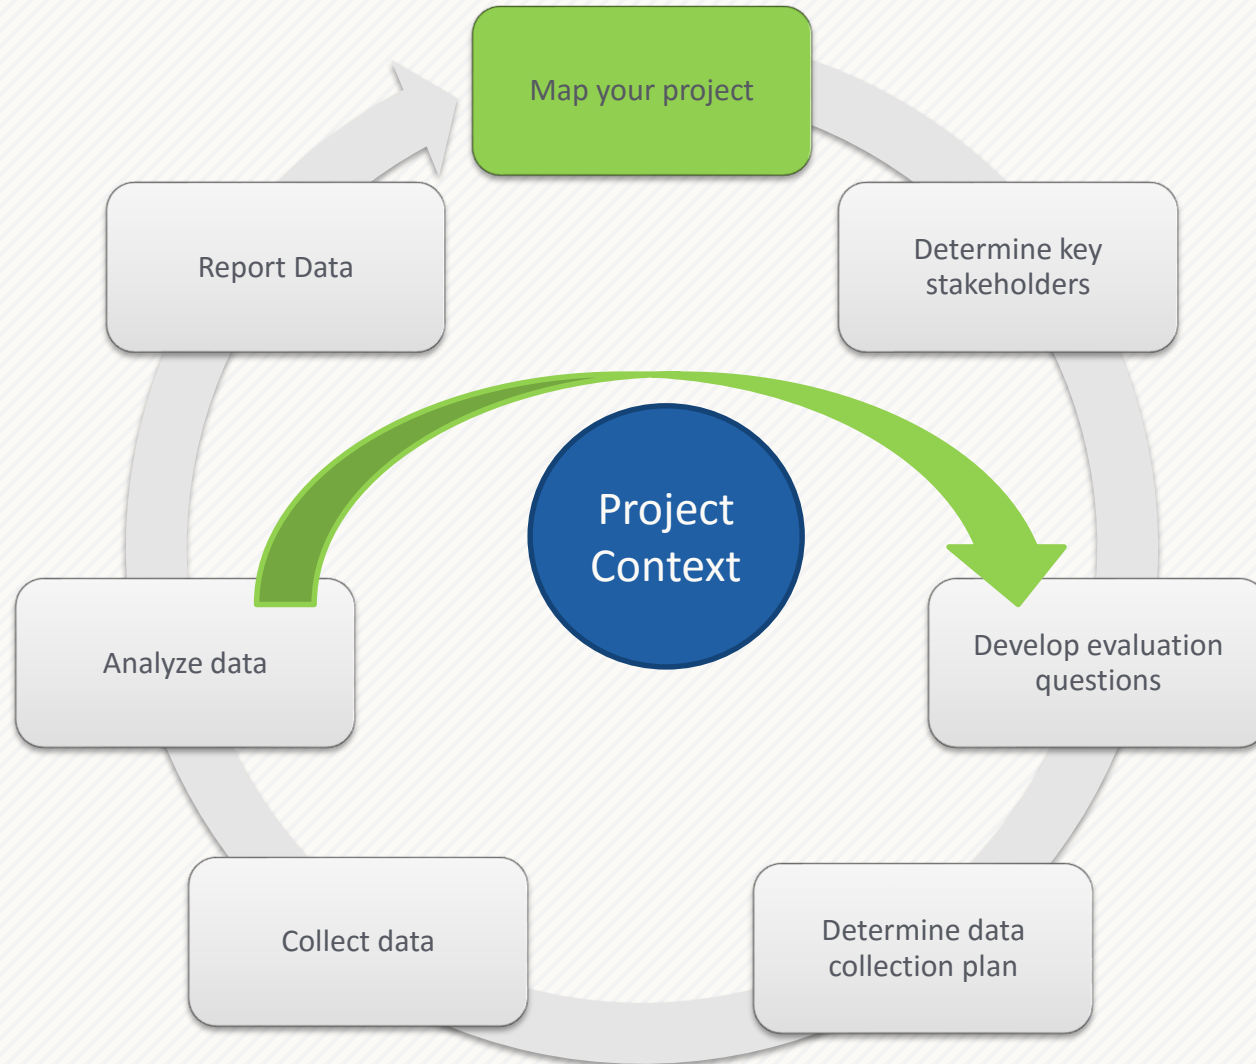 Map your project
Determine key
stakeholders
Develop evaluation
questions
Determine data
collection plan
Collect data
Analyze data
Report Data
Project
Context